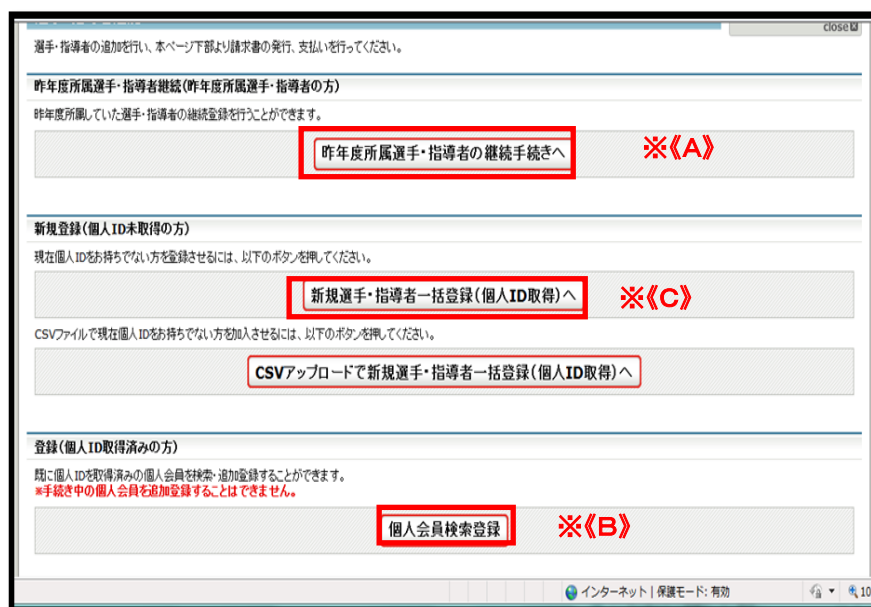 close
選手・指導者の追加を行い、本ページ下部より請求書の発行、支払いを行ってください。
昨年度所属選手・指導者継続(昨年度所属選手・指導者の方)
昨年度所属していた選手・指導者の継続登録を行うことができます。
昨年度所属選手・指導者の継続手続きへ
※《A》
新規登録(個人ID未取得の方)
現在個人IDをお持ちでない方を登録させるには、以下のボタンを押してください。
新規選手・指導者一括登録(個人ID取得)へ
※《C》
CSVファイルで現在個人IDをお持ちでない方を加入させるには、以下のボタンを押してください。
CSVアップロードで新規選手・指導者一括登録(個人ID取得)へ
登録(個人ID取得済みの方)
既に個人IDを取得済みの個人会員を検索・追加登録することができます。
※手続き中の個人会員を追加登録することはできません。
個人会員検索登録
※《B》
インターネット | 保護モード: 有効
10